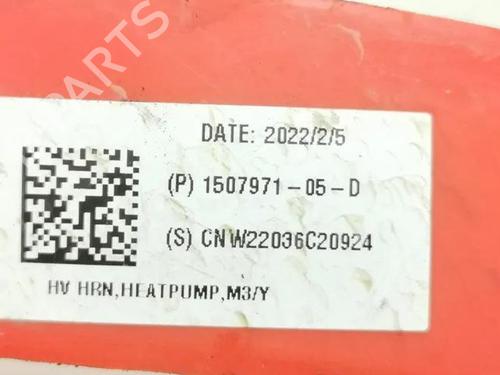 PARTS
DATE: 2022/2/5
(P) 1507971-05-D
(S) CNW22036C20924
HV HRN,HEATPUMP,M3/Y